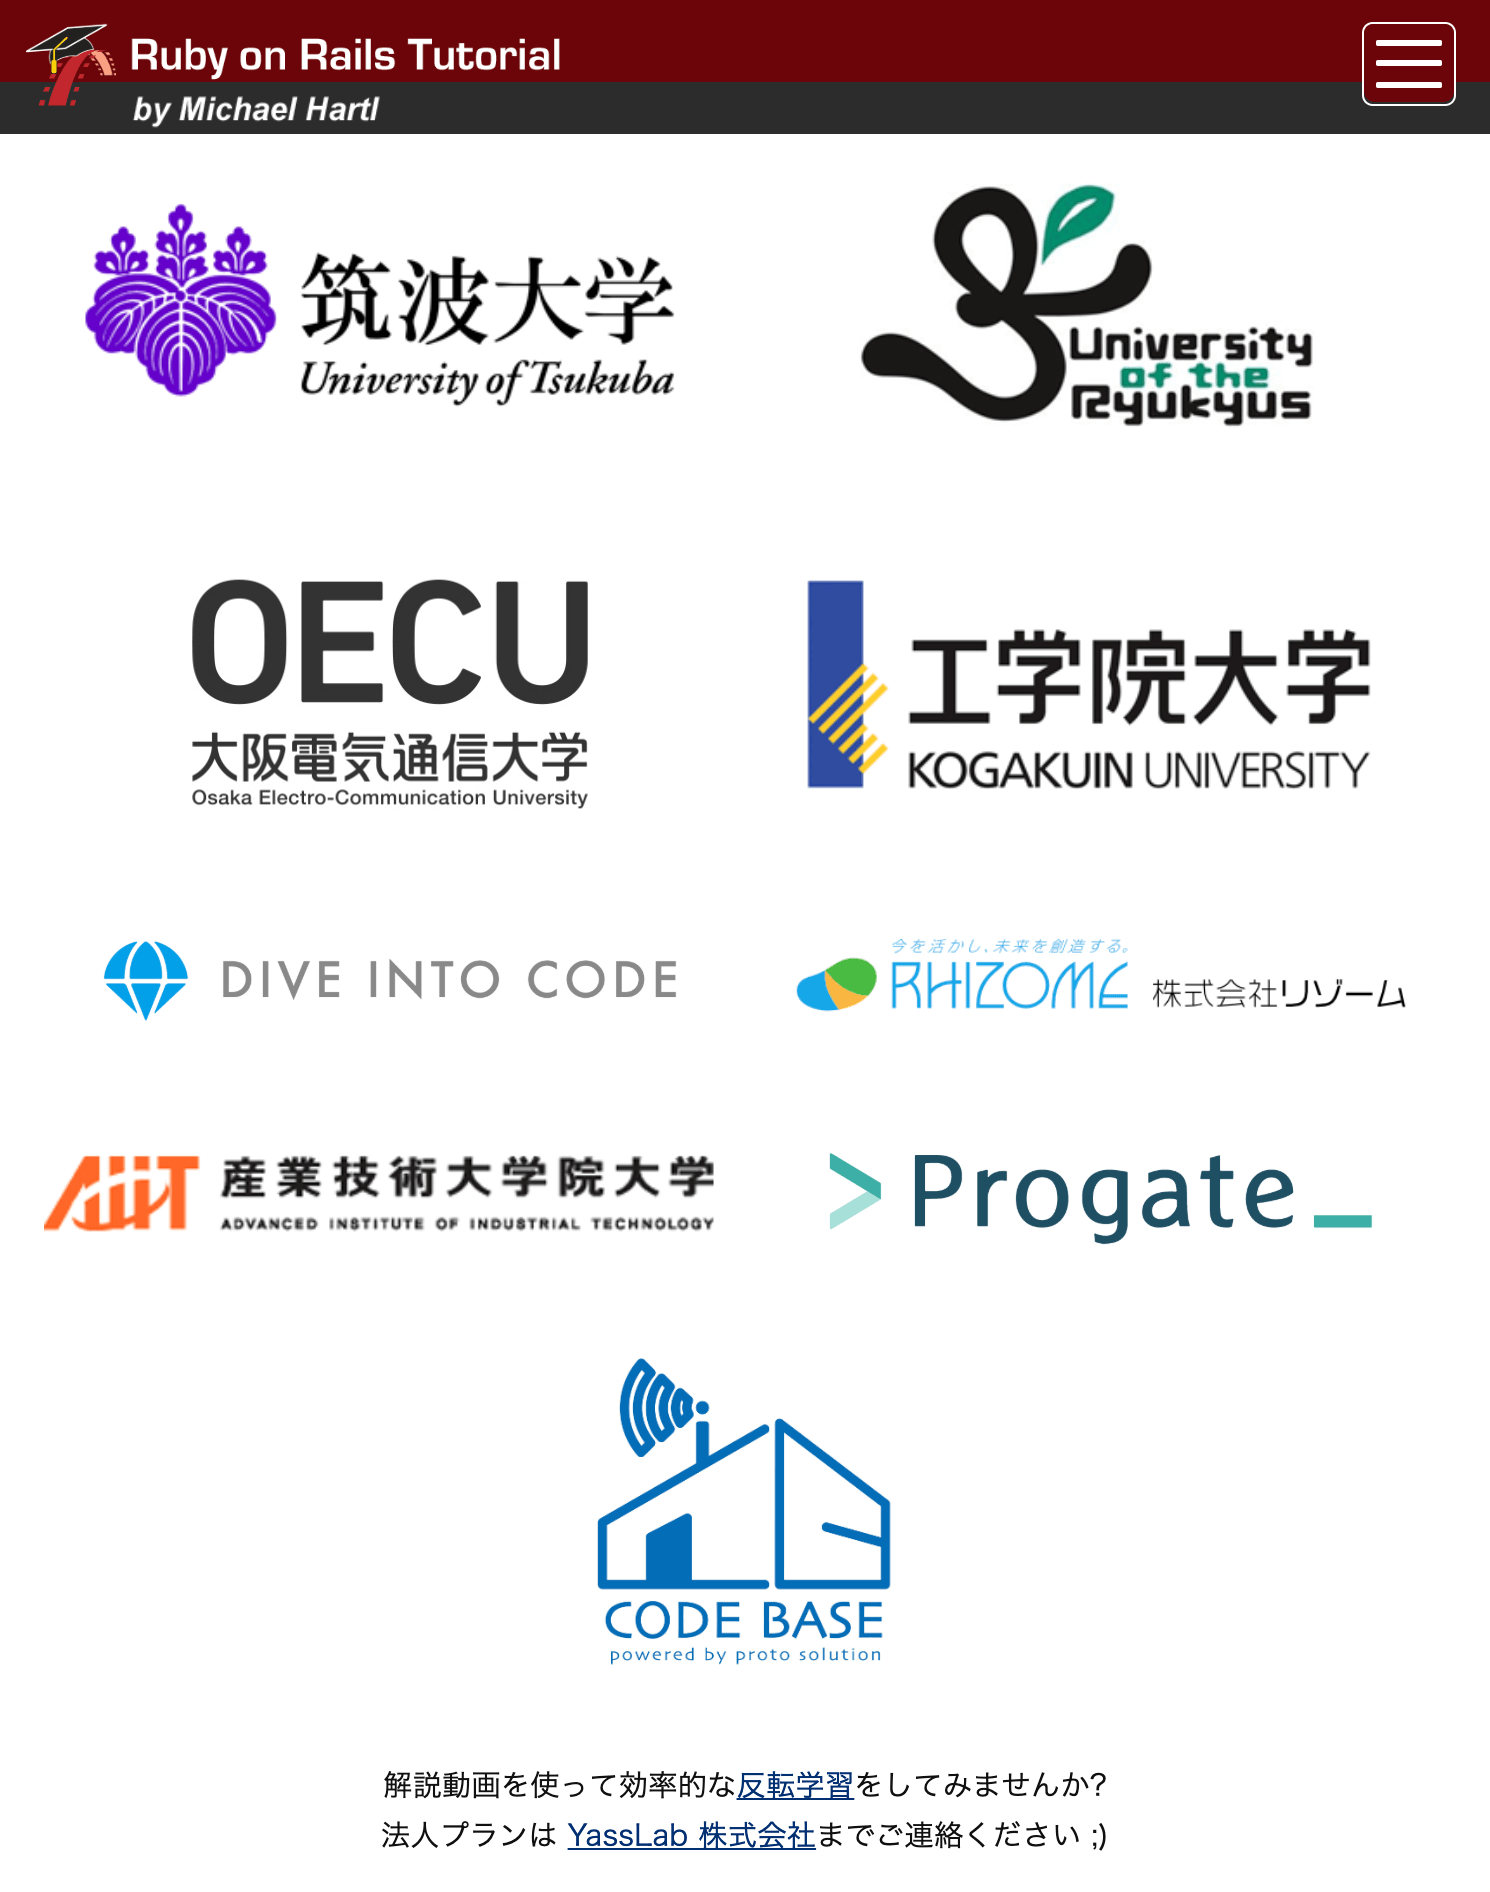 Ruby on Rails Tutorial
by Michael Hartl
筑波大学
University of Tsukuba
University
of the
Ryukyus
OECU
大阪電気通信大学
Osaka Electro-Communication University
工学院大学
KOGAKUIN UNIVERSITY
DIVE INTO CODE
今を活かし、未来を創造する。
RHIZOME 株式会社リゾーム
AIIT 産業技術大学院大学
ADVANCED INSTITUTE OF INDUSTRIAL TECHNOLOGY
>Progate_
CODE BASE
powered by proto solution
解説動画を使って効率的な反転学習をしてみませんか?
法人プランは YassLab 株式会社までご連絡ください ;)